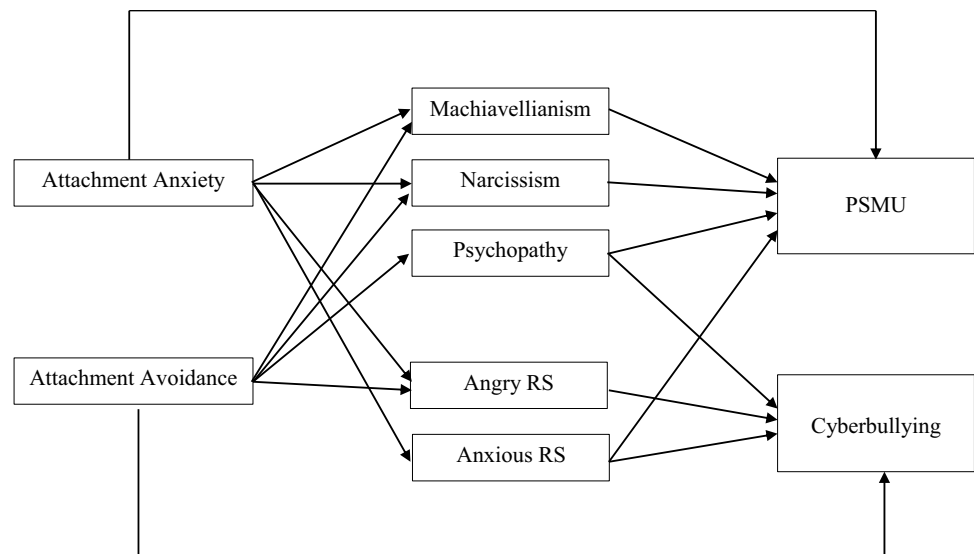 Machiavellianism
Attachment Anxiety
Narcissism
PSMU
Psychopathy
Attachment Avoidance
Angry RS
Cyberbullying
Anxious RS